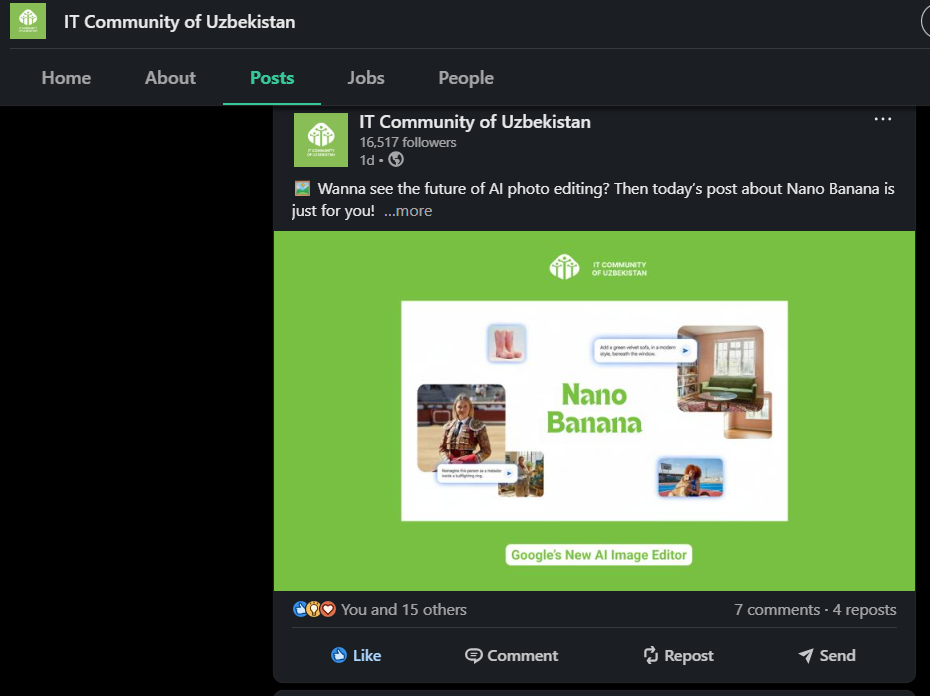 IT Community of Uzbekistan
Home About Posts Jobs People
IT Community of Uzbekistan
16,517 followers
1d •
Wanna see the future of AI photo editing? Then today’s post about Nano Banana is
just for you! ...more
IT COMMUNITY
OF UZBEKISTAN
Add a green velvet sofa, in a modern
style, beneath the window.
Nano
Banana
Reimagine this person as a matador
inside a bullfighting ring.
Google's New AI Image Editor
You and 15 others
7 comments · 4 reposts
Like Comment Repost Send